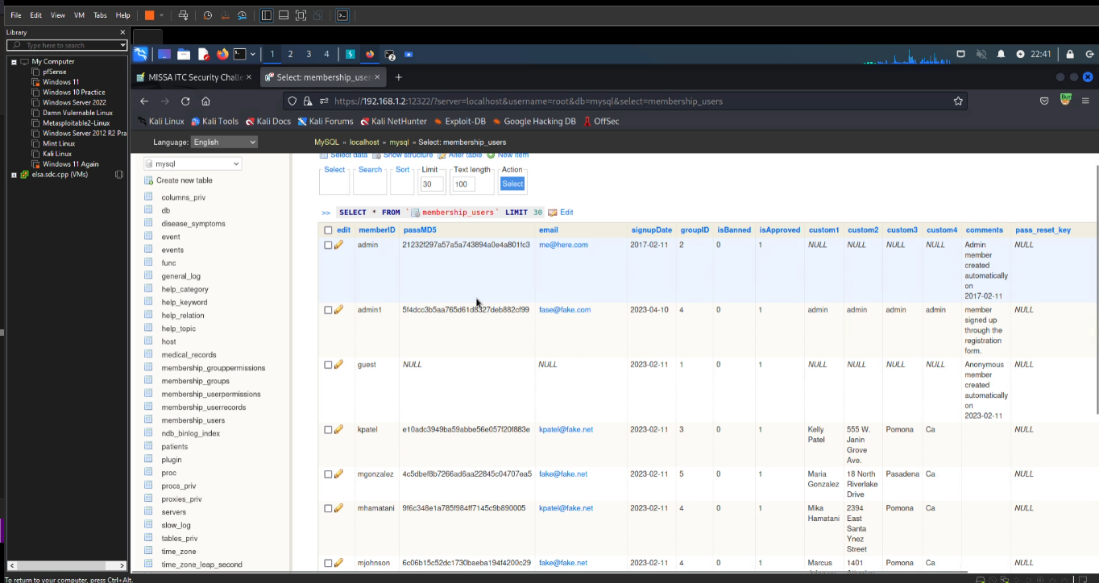 File Edit View VM Tabs Help
Library
Type here to search
My Computer
pfSense
Windows 11
Windows 10 Practice
Windows Server 2022
Damn Vulnerable Linux
Metasploitable2-Linux
Windows Server 2012 R2 Pra
Mint Linux
Kali Linux
Windows 11 Again
elsa.sdc.cpp (VMs)
1 2 3 4
22:41
MISSA ITC Security Challe
Select: membership_user
https://192.168.1.2:12322/?server=localhost&username=root&db=mysql&select=membership_users
Kali Linux Kali Tools Kali Docs Kali Forums Kali NetHunter Exploit-DB Google Hacking DB OffSec
Language: English
MySQL » localhost » mysql » Select: membership_users
mysql
Select data Show structure Alter table New item
Create new table
Select Search Sort Limit Text length Action
30 100 Select
SELECT * FROM `membership_users` LIMIT 30 Edit
columns_priv
db
disease_symptoms
event
events
func
general_log
help_category
help_keyword
help_relation
help_topic
host
medical_records
membership_grouppermissions
membership_groups
membership_userpermissions
membership_userrecords
membership_users
ndb_binlog_index
patients
plugin
proc
procs_priv
proxies_priv
servers
slow_log
tables_priv
time_zone
time_zone_leap_second
edit memberID passMD5 email signupDate groupID isBanned isApproved custom1 custom2 custom3 custom4 comments pass_reset_key
admin 21232f297a57a5a743894a0e4a801fc3 me@here.com 2017-02-11 2 0 1 NULL NULL NULL NULL Admin member created automatically on 2017-02-11 NULL
admin1 5f4dcc3b5aa765d61d8327deb882cf99 fase@fake.com 2023-04-10 4 0 1 admin admin admin admin member signed up through the registration form. NULL
guest NULL NULL 2023-02-11 1 0 1 NULL NULL NULL NULL Anonymous member created automatically on 2023-02-11 NULL
kpatel e10adc3949ba59abbe56e057f20f883e kpatel@fake.net 2023-02-11 3 0 1 Kelly Patel 555 W. Janin Grove Ave. Pomona Ca NULL
mgonzalez 4c5dbef8b7266ad6aa22845c04707aa5 fake@fake.net 2023-02-11 5 0 1 Maria Gonzalez 18 North Riverlake Drive Pasadena Ca NULL
mhamatani 9f6c348e1a785f984ff7145c9b890005 kpatel@fake.net 2023-02-11 4 0 1 Mika Hamatani 2394 East Santa Ynez Street Pomona Ca NULL
mjohnson 6c06b15c52dc1730baeba194f4200c29 fake@fake.net 2023-02-11 4 0 1 Marcus 1401 Pomona Ca NULL
To return to your computer, press Ctrl+Alt.